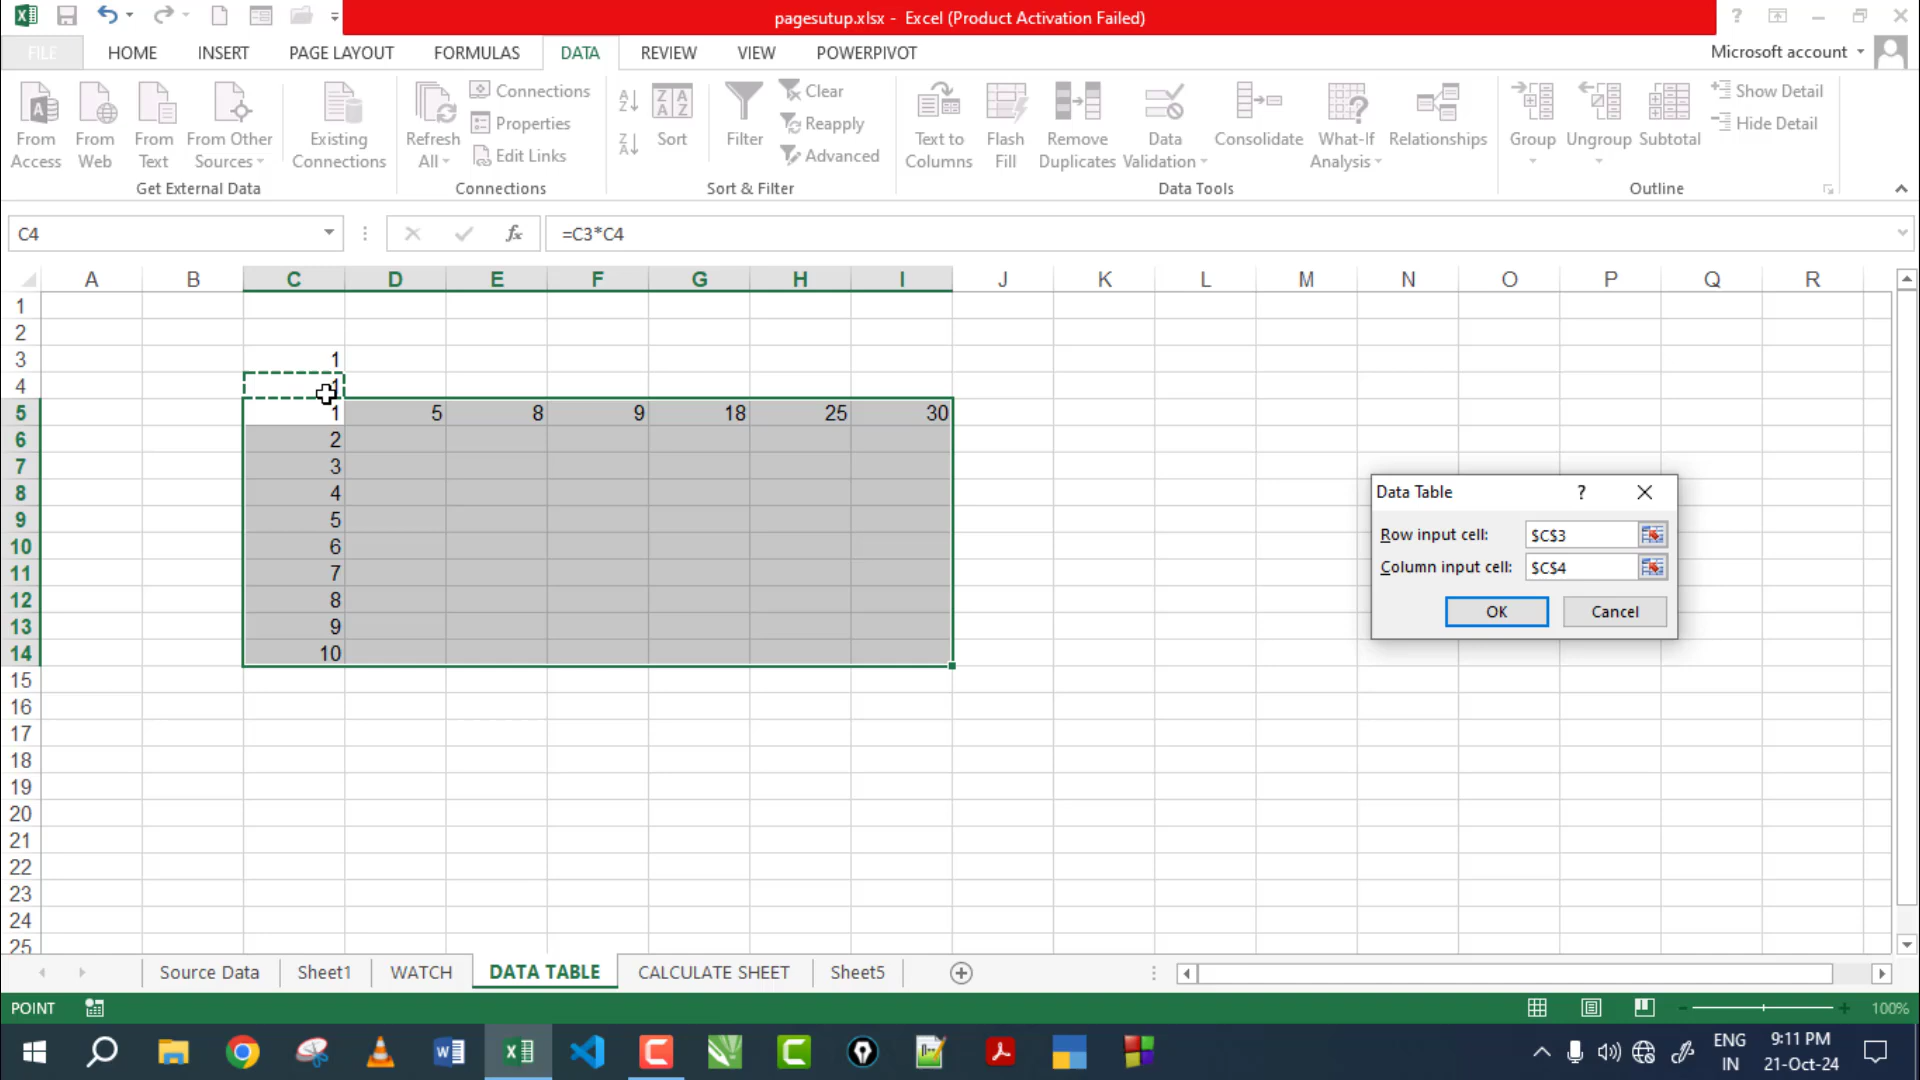 pagesutup.xlsx - Excel (Product Activation Failed)
FILE HOME INSERT PAGE LAYOUT FORMULAS DATA REVIEW VIEW POWERPIVOT Microsoft account
From Access
From Web
From Text
From Other Sources
Existing Connections
Get External Data
Refresh All
Connections
Properties
Edit Links
Connections
Sort
Filter
Clear
Reapply
Advanced
Sort & Filter
Text to Columns
Flash Fill
Remove Duplicates
Data Validation
Consolidate
What-If Analysis
Relationships
Data Tools
Group
Ungroup
Subtotal
Show Detail
Hide Detail
Outline
C4 fx =C3*C4
A B C D E F G H I J K L M N O P Q R
1
2
3 1
4 1
5 1 5 8 9 18 25 30
6 2
7 3
8 4
9 5
10 6
11 7
12 8
13 9
14 10
15
16
17
18
19
20
21
22
23
24
25
Data Table ?
Row input cell: $C$3
Column input cell: $C$4
OK Cancel
Source Data Sheet1 WATCH DATA TABLE CALCULATE SHEET Sheet5
POINT 100%
ENG
IN
9:11 PM
21-Oct-24